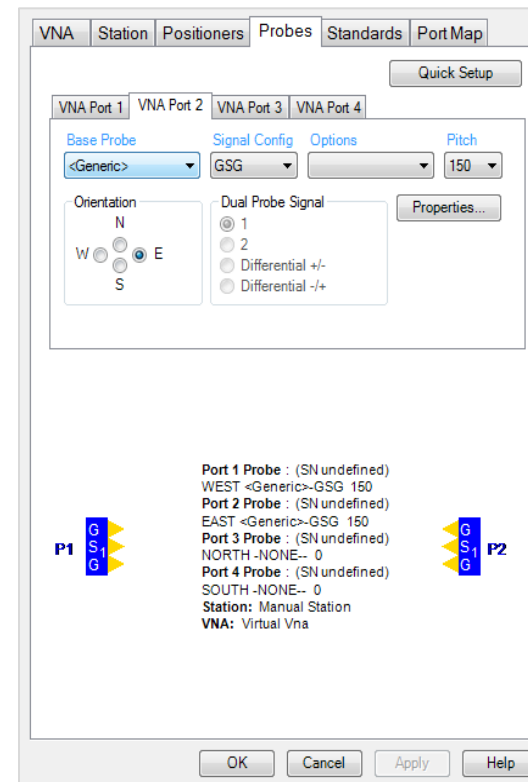 VNA Station Positioners Probes Standards Port Map
Quick Setup
VNA Port 1 VNA Port 2 VNA Port 3 VNA Port 4
Base Probe Signal Config Options Pitch
<Generic> GSG 150
Orientation Dual Probe Signal Properties...
N 1
W E 2
S Differential +/-
Differential -/+
Port 1 Probe : (SN undefined)
WEST <Generic>-GSG 150
Port 2 Probe : (SN undefined)
EAST <Generic>-GSG 150
Port 3 Probe : (SN undefined)
NORTH -NONE-- 0
Port 4 Probe : (SN undefined)
SOUTH -NONE-- 0
Station: Manual Station
VNA: Virtual Vna
P1
G
S1
G
G
S1
G
P2
OK Cancel Apply Help